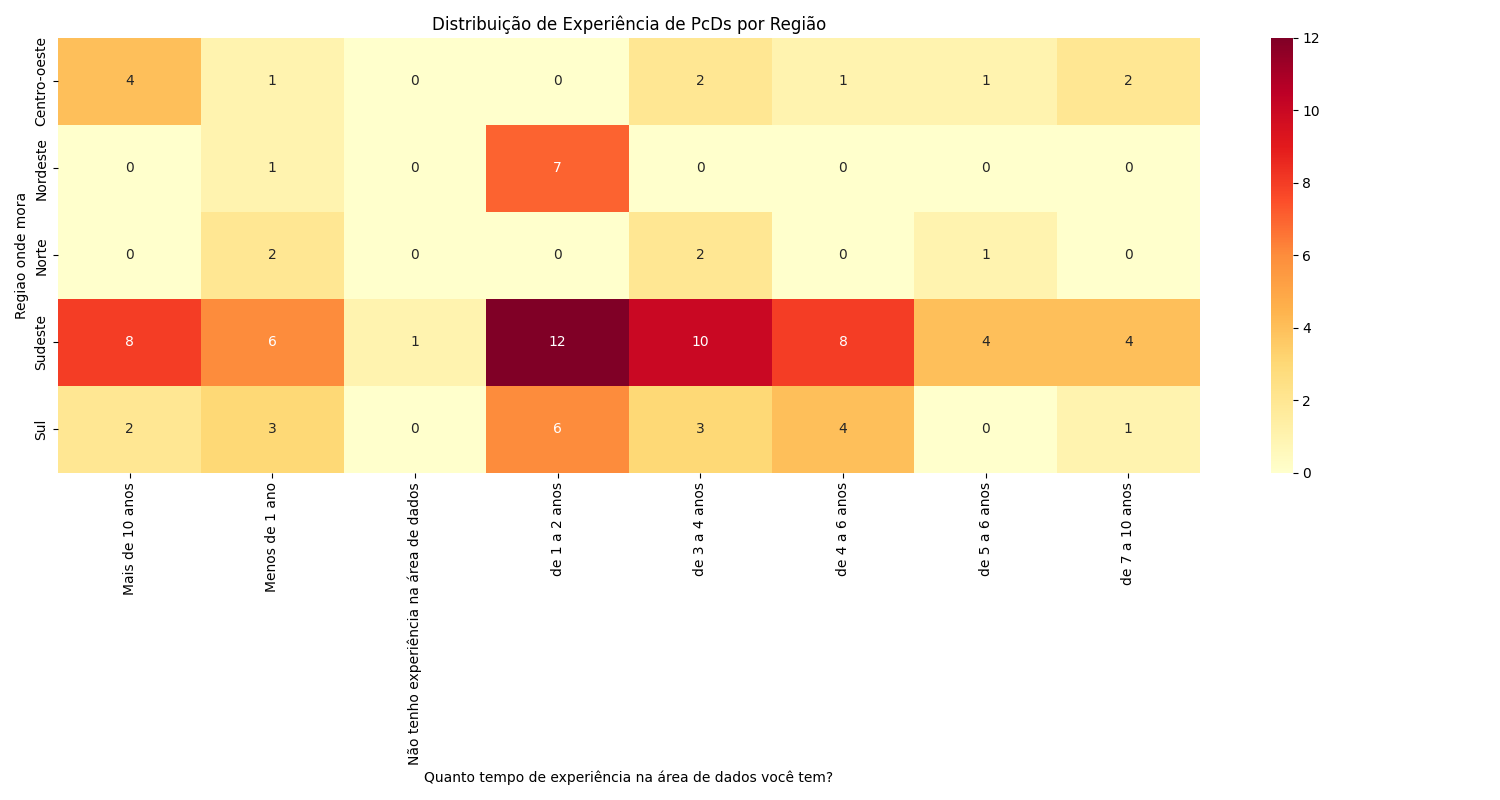 Distribuição de Experiência de PcDs por Região
Regiao onde mora
Centro-oeste 4 1 0 0 2 1 1 2
Nordeste 0 1 0 7 0 0 0 0
Norte 0 2 0 0 2 0 1 0
Sudeste 8 6 1 12 10 8 4 4
Sul 2 3 0 6 3 4 0 1
Mais de 10 anos
Menos de 1 ano
Não tenho experiência na área de dados
de 1 a 2 anos
de 3 a 4 anos
de 4 a 6 anos
de 5 a 6 anos
de 7 a 10 anos
Quanto tempo de experiência na área de dados você tem?
12
10
8
6
4
2
0